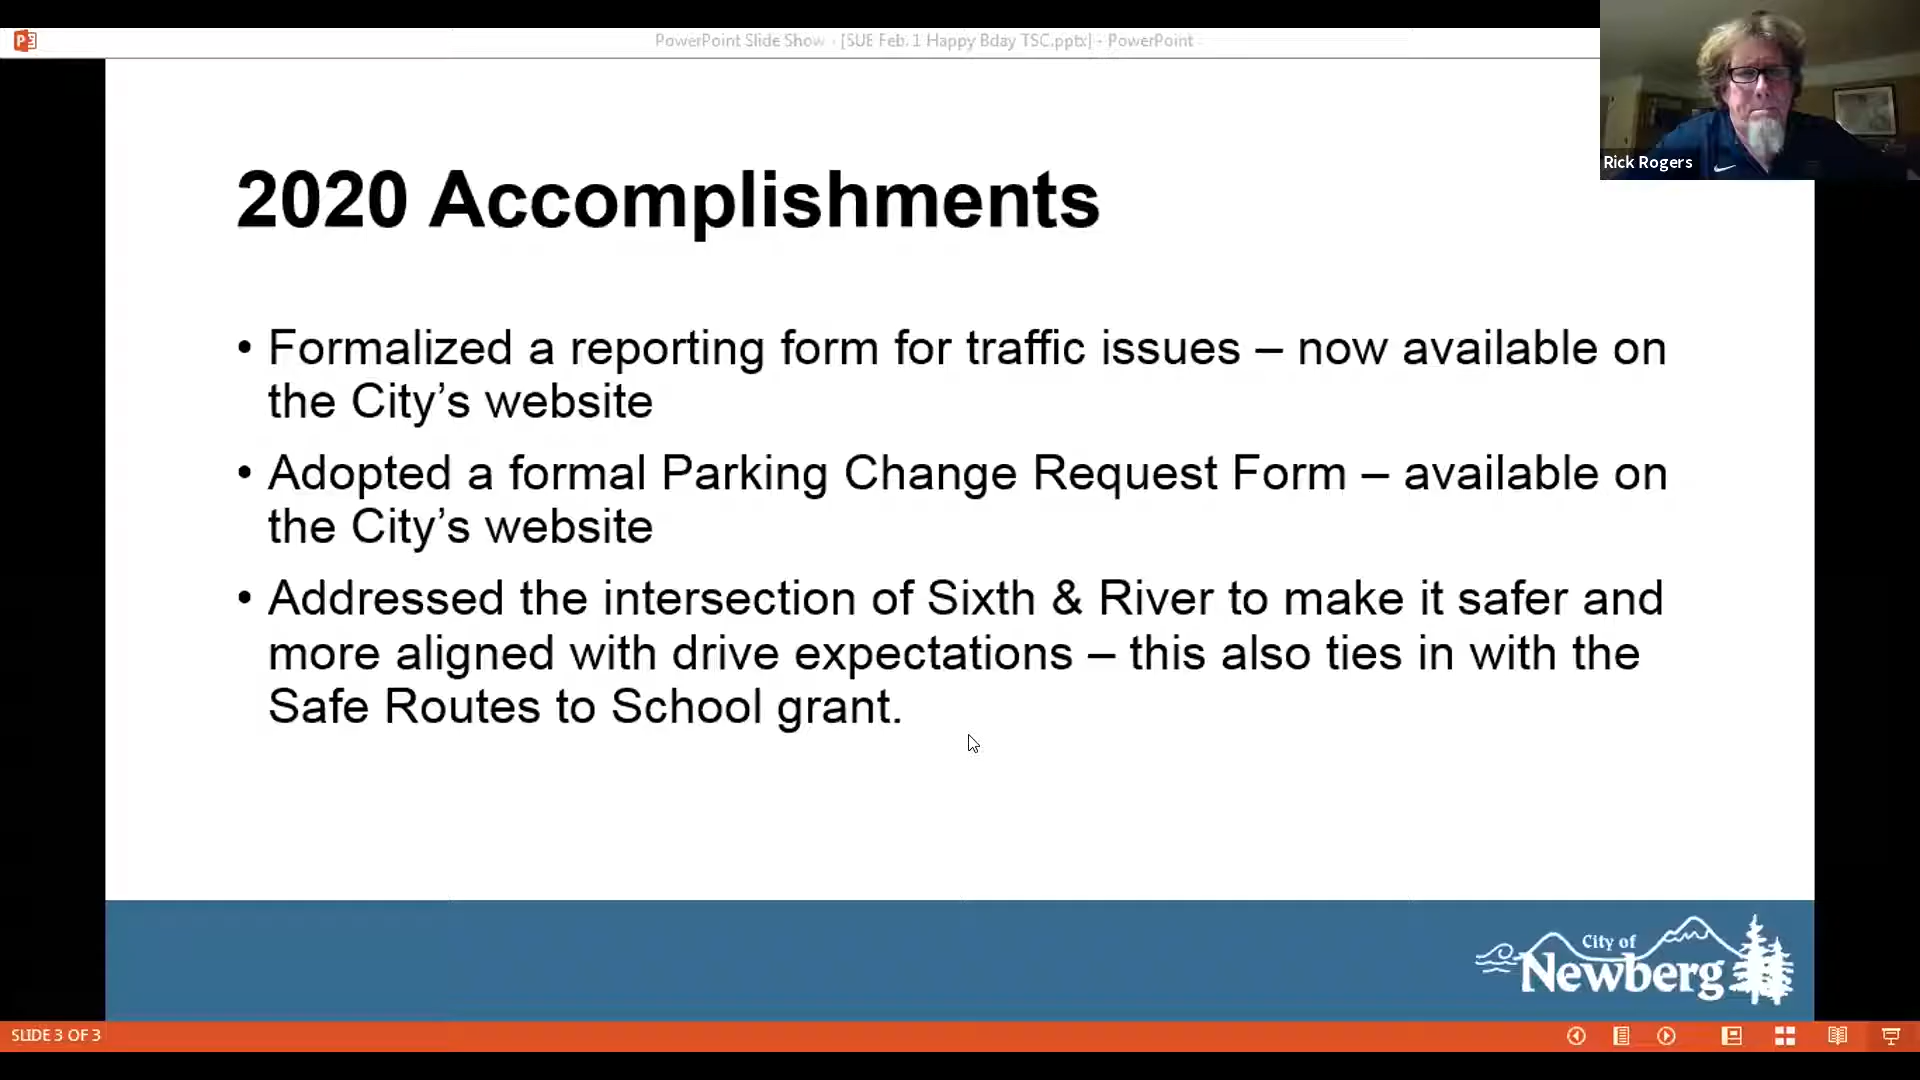 PowerPoint Slide Show - [SUE Feb. 1 Happy Bday TSC.pptx] - PowerPoint
Rick Rogers
2020 Accomplishments
• Formalized a reporting form for traffic issues – now available on
the City’s website
• Adopted a formal Parking Change Request Form – available on
the City’s website
• Addressed the intersection of Sixth & River to make it safer and
more aligned with drive expectations – this also ties in with the
Safe Routes to School grant.
City of
Newberg
SLIDE 3 OF 3